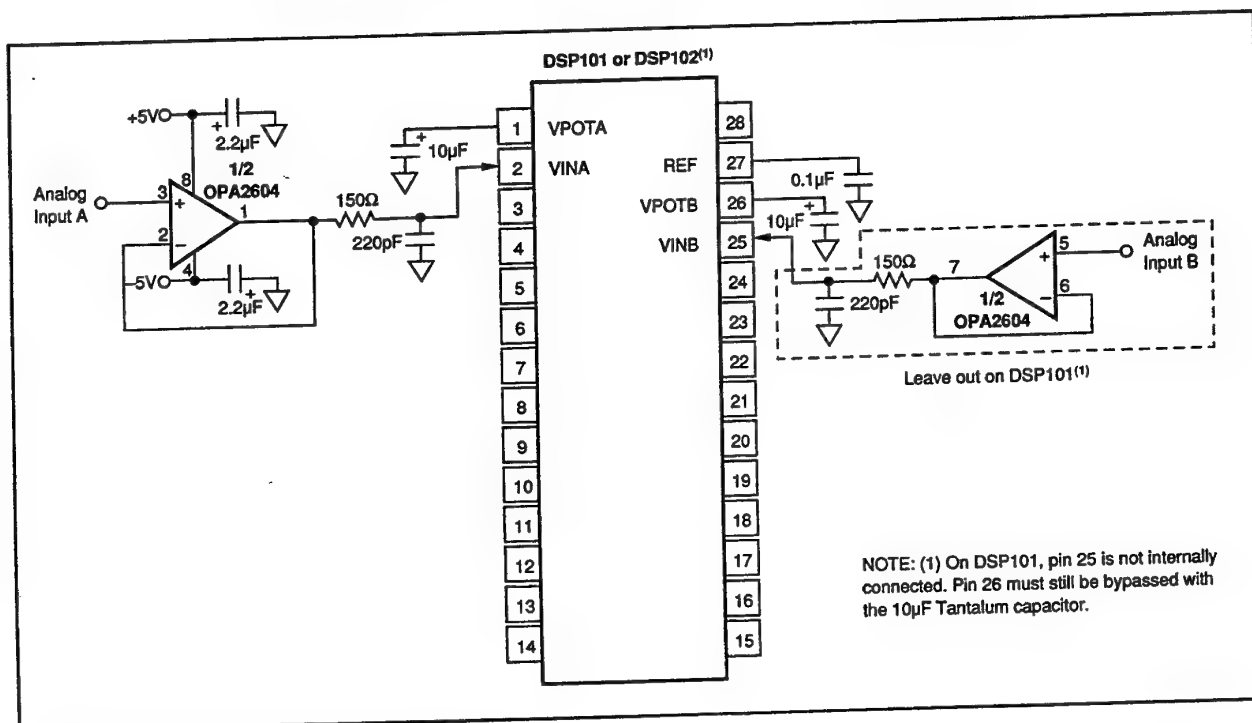 DSP101 or DSP102(1)
+5V
+
2.2µF
1/2
OPA2604
8
Analog
Input A
3
+
1
2
−
4
–5V
2.2µF
+
150Ω
220pF
+
10µF
1
VPOTA
2
VINA
3
4
5
6
7
8
9
10
11
12
13
14
28
REF
27
VPOTB
26
VINB
25
24
23
22
21
20
19
18
17
16
15
0.1µF
10µF
+
150Ω
220pF
7
5
+
6
−
1/2
OPA2604
Analog
Input B
Leave out on DSP101(1)
NOTE: (1) On DSP101, pin 25 is not internally
connected. Pin 26 must still be bypassed with
the 10µF Tantalum capacitor.